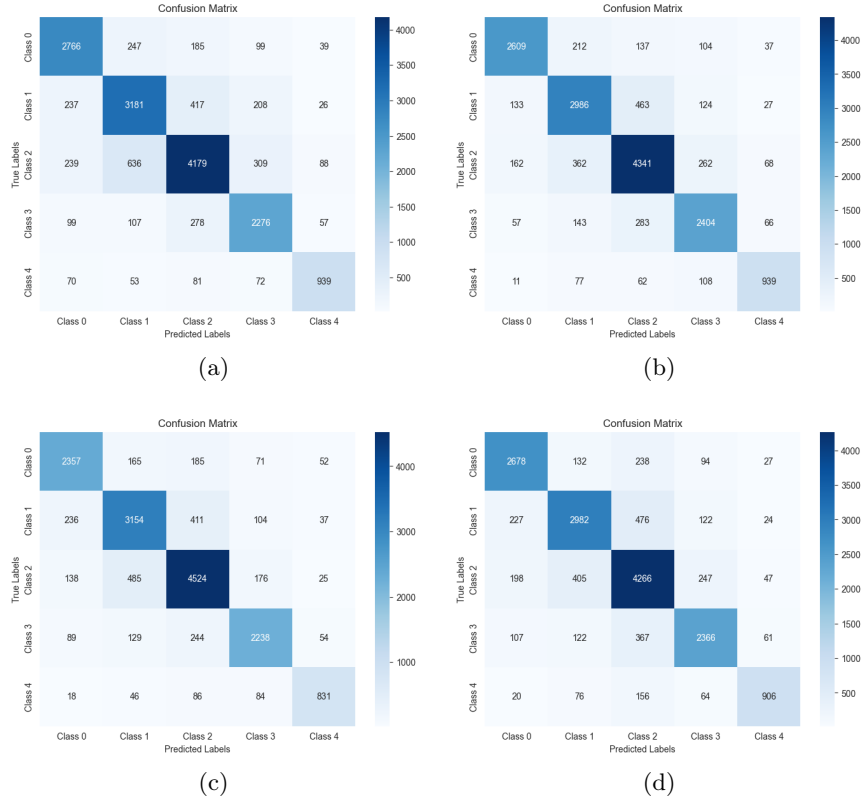 Confusion Matrix
Class 0 2766 247 185 99 39
Class 1 237 3181 417 208 26
Class 2 239 636 4179 309 88
Class 3 99 107 278 2276 57
Class 4 70 53 81 72 939
Class 0 Class 1 Class 2 Class 3 Class 4
Predicted Labels
True Labels
4000
3500
3000
2500
2000
1500
1000
500
(a)
Confusion Matrix
Class 0 2609 212 137 104 37
Class 1 133 2986 463 124 27
Class 2 162 362 4341 262 68
Class 3 57 143 283 2404 66
Class 4 11 77 62 108 939
Class 0 Class 1 Class 2 Class 3 Class 4
Predicted Labels
True Labels
4000
3500
3000
2500
2000
1500
1000
500
(b)
Confusion Matrix
Class 0 2357 165 185 71 52
Class 1 236 3154 411 104 37
Class 2 138 485 4524 176 25
Class 3 89 129 244 2238 54
Class 4 18 46 86 84 831
Class 0 Class 1 Class 2 Class 3 Class 4
Predicted Labels
True Labels
4000
3000
2000
1000
(c)
Confusion Matrix
Class 0 2678 132 238 94 27
Class 1 227 2982 476 122 24
Class 2 198 405 4266 247 47
Class 3 107 122 367 2366 61
Class 4 20 76 156 64 906
Class 0 Class 1 Class 2 Class 3 Class 4
Predicted Labels
True Labels
4000
3500
3000
2500
2000
1500
1000
500
(d)